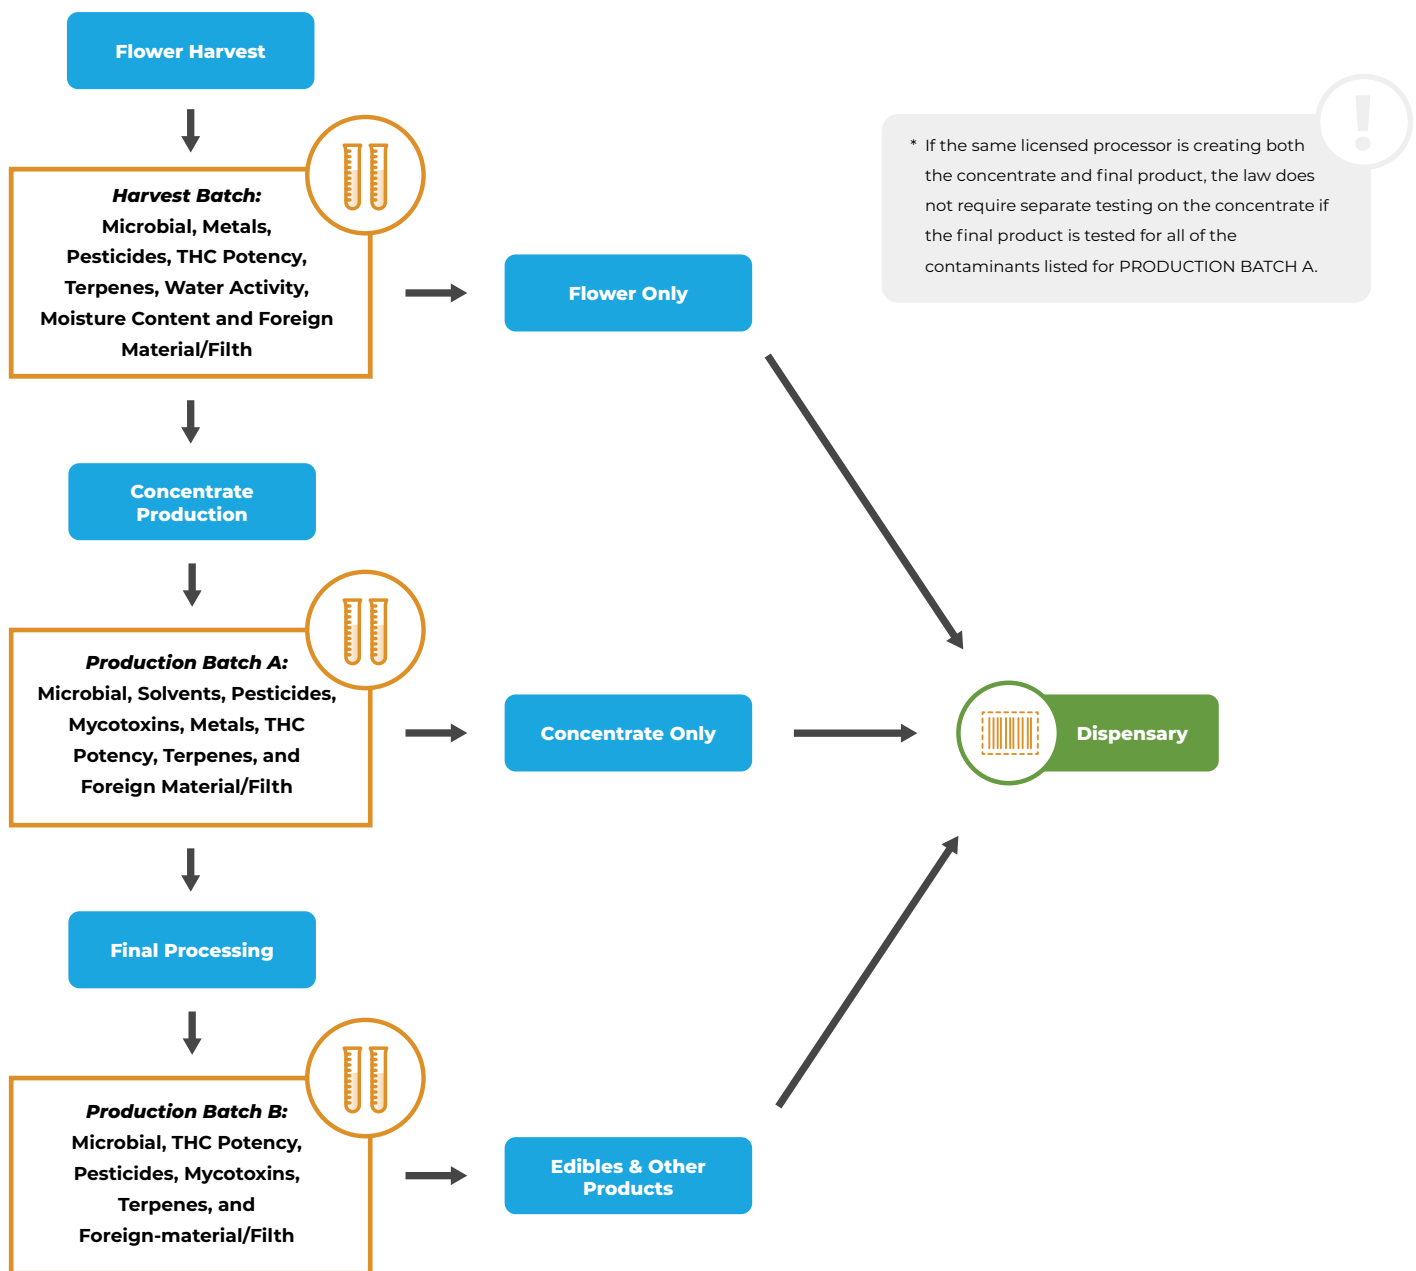 Flower Harvest
Harvest Batch:
Microbial, Metals,
Pesticides, THC Potency,
Terpenes, Water Activity,
Moisture Content and Foreign
Material/Filth
Flower Only
* If the same licensed processor is creating both
the concentrate and final product, the law does
not require separate testing on the concentrate if
the final product is tested for all of the
contaminants listed for PRODUCTION BATCH A.
!
Concentrate
Production
Production Batch A:
Microbial, Solvents, Pesticides,
Mycotoxins, Metals, THC
Potency, Terpenes, and
Foreign Material/Filth
Concentrate Only
Dispensary
Final Processing
Production Batch B:
Microbial, THC Potency,
Pesticides, Mycotoxins,
Terpenes, and
Foreign-material/Filth
Edibles & Other
Products